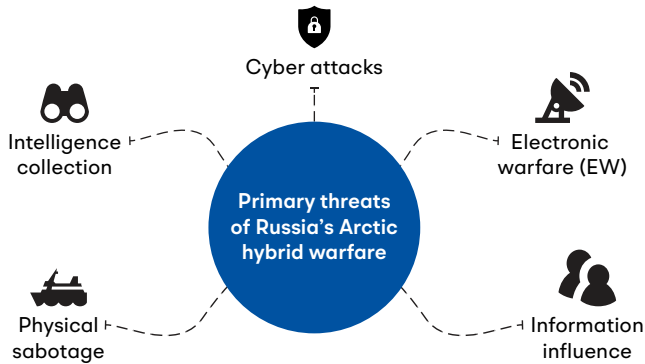 Cyber attacks
Intelligence
collection
Electronic
warfare (EW)
Primary threats
of Russia's Arctic
hybrid warfare
Physical
sabotage
Information
influence